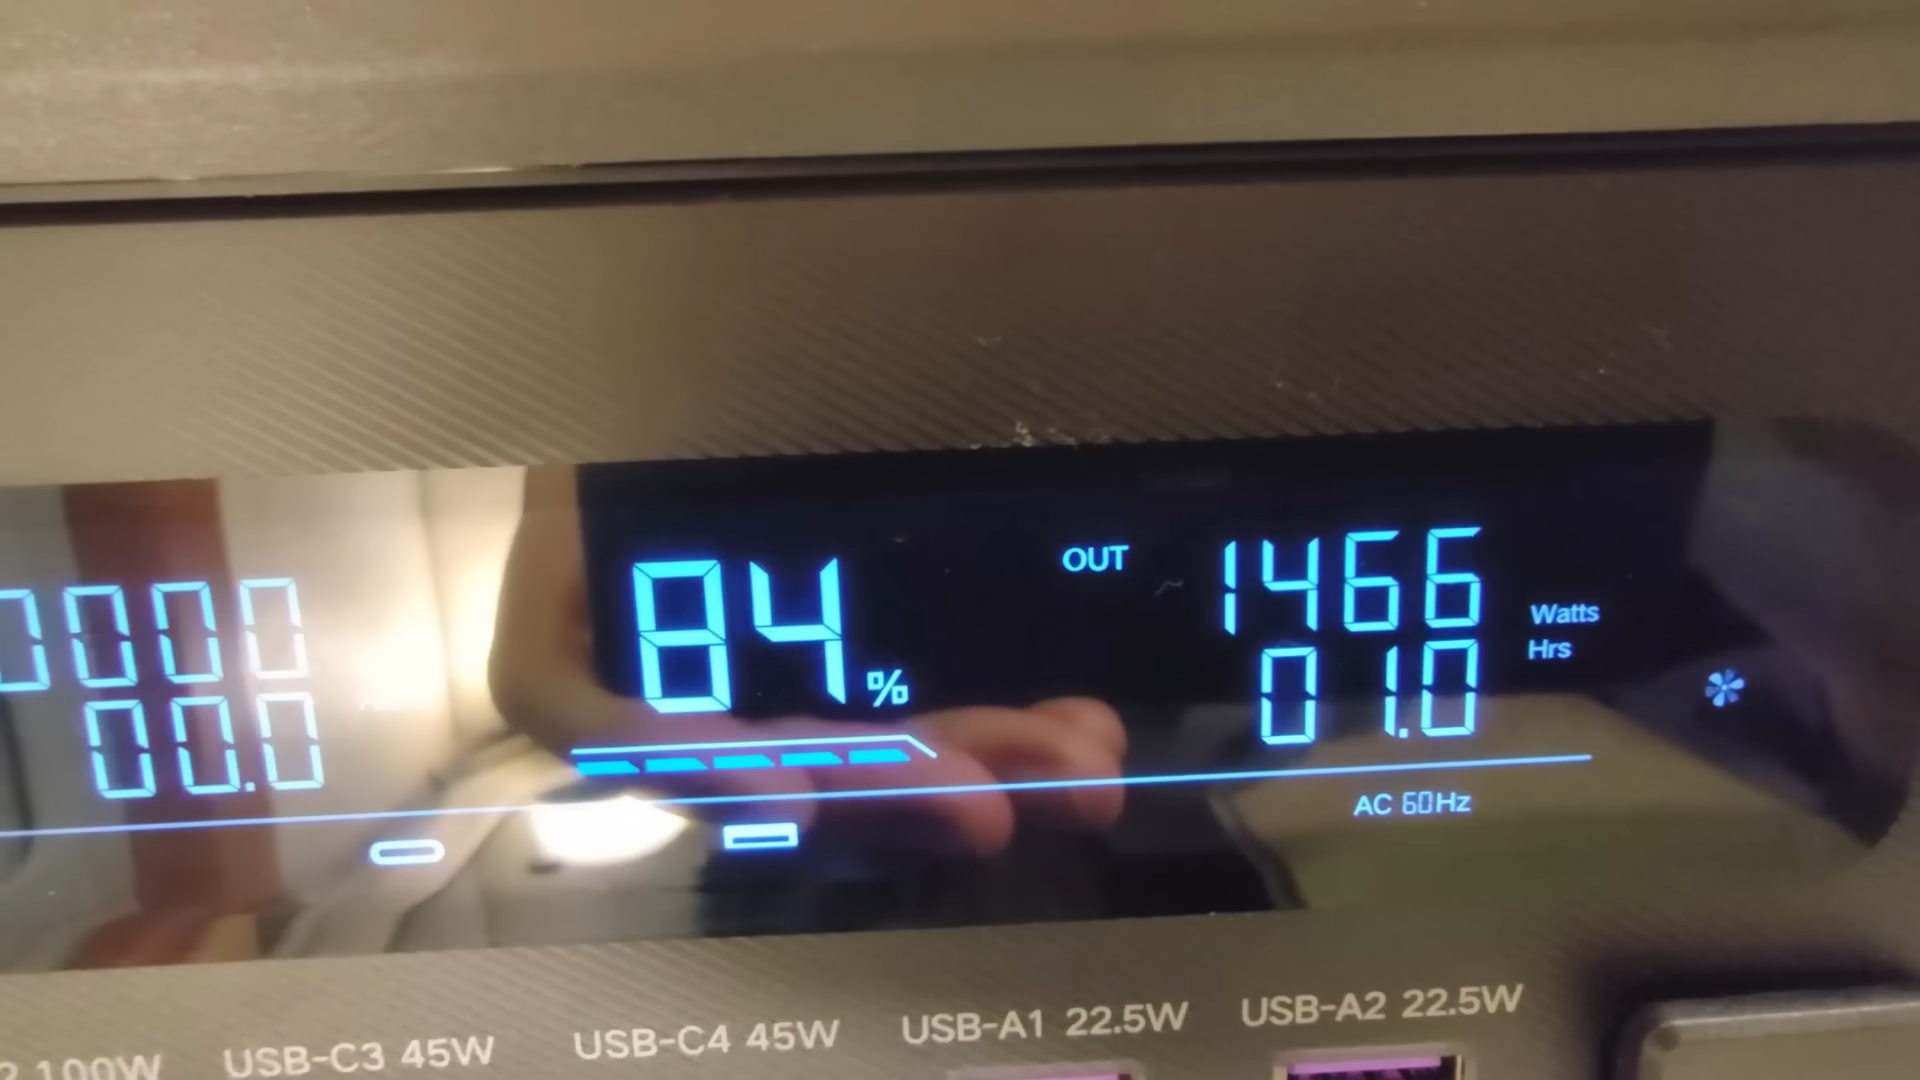 0000
00.0
84%
OUT 1466 Watts
01.0 Hrs
AC 60Hz
2 100W USB-C3 45W USB-C4 45W USB-A1 22.5W USB-A2 22.5W